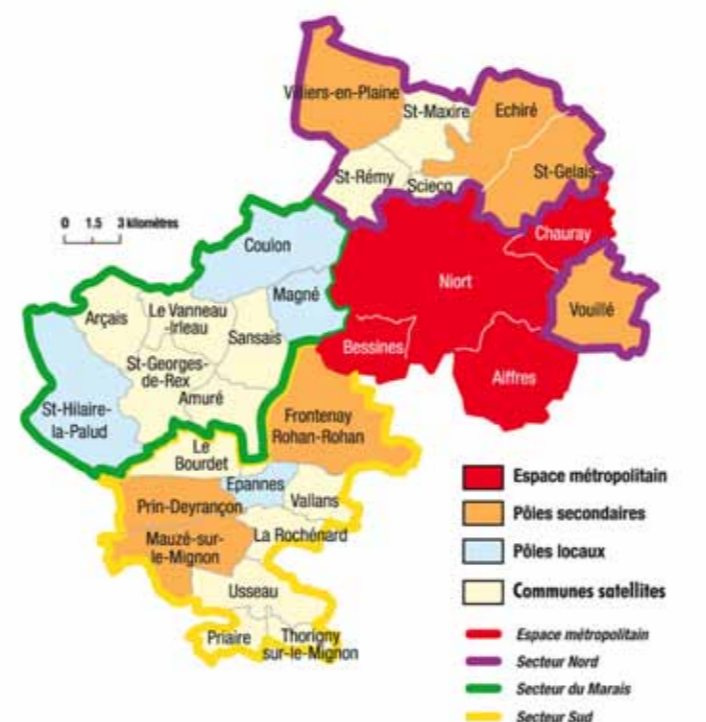 Villiers-en-Plaine
St-Maxire
Echiré
St-Rémy
Sciecq
St-Gelais
0 1.5 3 kilomètres
Chauray
Coulon
Niort
Magné
Vouillé
Arçais
Le Vanneau
-Irleau
Sansais
Bessines
St-Georges-
de-Rex
Aiffres
Amuré
St-Hilaire-
la-Palud
Frontenay
Rohan-Rohan
Le
Bourdet
Epannes
Vallans
Prin-Deyrançon
La Rochénard
Mauzé-sur-
le-Mignon
Usseau
Priaire
Thorigny
sur-le-Mignon
Espace métropolitain
Pôles secondaires
Pôles locaux
Communes satellites
Espace métropolitain
Secteur Nord
Secteur du Marais
Secteur Sud